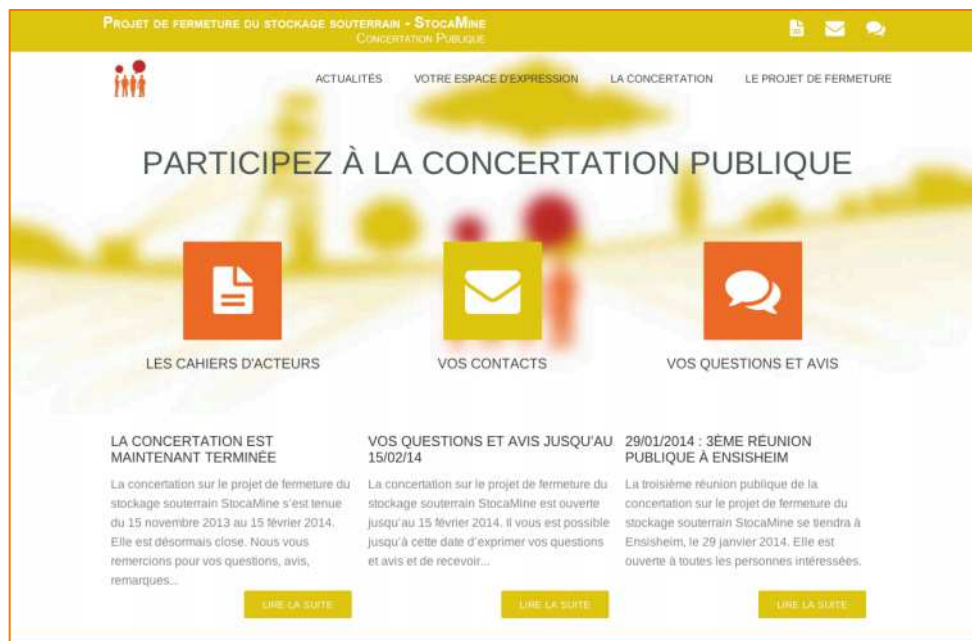 PROJET DE FERMETURE DU STOCKAGE SOUTERRAIN - STOCAMINE
CONCERTATION PUBLIQUE
ACTUALITÉS VOTRE ESPACE D'EXPRESSION LA CONCERTATION LE PROJET DE FERMETURE
PARTICIPEZ À LA CONCERTATION PUBLIQUE
LES CAHIERS D'ACTEURS
VOS CONTACTS
VOS QUESTIONS ET AVIS
LA CONCERTATION EST
MAINTENANT TERMINÉE
La concertation sur le projet de fermeture du
stockage souterrain StocaMine s'est tenue
du 15 novembre 2013 au 15 février 2014.
Elle est désormais close. Nous vous
remercions pour vos questions, avis,
remarques...
LIRE LA SUITE
VOS QUESTIONS ET AVIS JUSQU'AU
15/02/14
La concertation sur le projet de fermeture du
stockage souterrain StocaMine est ouverte
jusqu'au 15 février 2014. Il vous est possible
jusqu'à cette date d'exprimer vos questions
et avis et de recevoir...
LIRE LA SUITE
29/01/2014 : 3ÈME RÉUNION
PUBLIQUE À ENSISHEIM
La troisième réunion publique de la
concertation sur le projet de fermeture du
stockage souterrain StocaMine se tiendra à
Ensisheim, le 29 janvier 2014. Elle est
ouverte à toutes les personnes intéressées.
LIRE LA SUITE